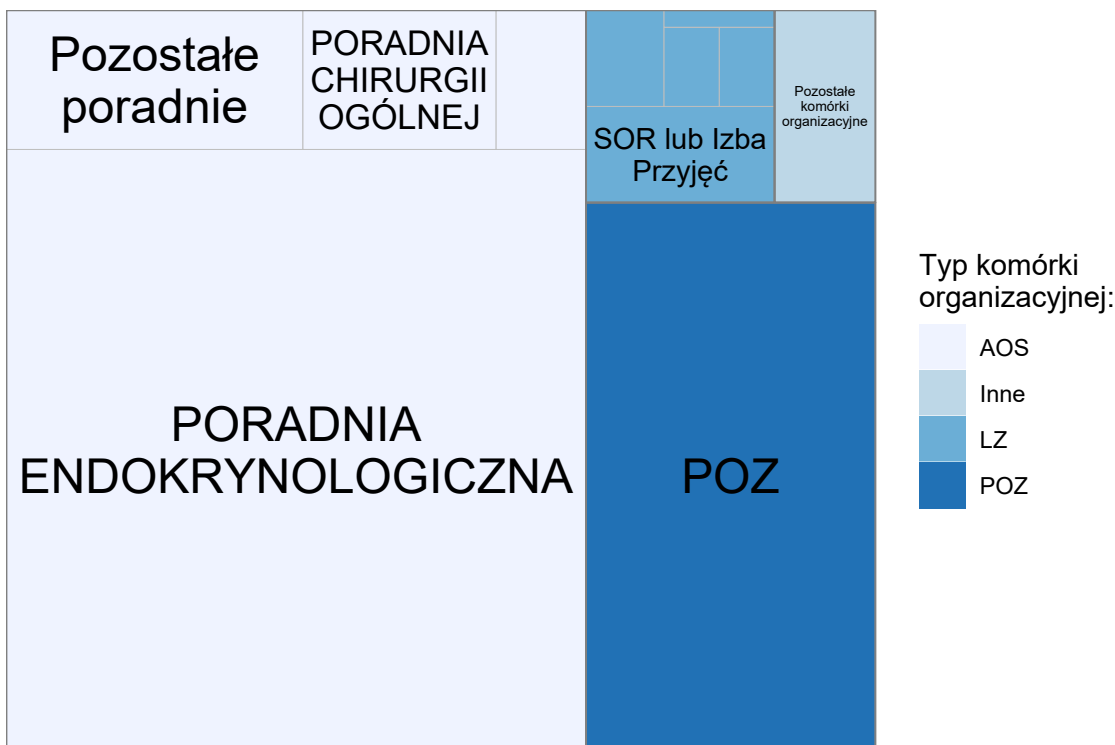 Pozostałe
poradnie
PORADNIA
CHIRURGII
OGÓLNEJ
SOR lub Izba
Przyjęć
Pozostałe
komórki
organizacyjne
PORADNIA
ENDOKRYNOLOGICZNA
POZ
Typ komórki
organizacyjnej:
AOS
Inne
LZ
POZ